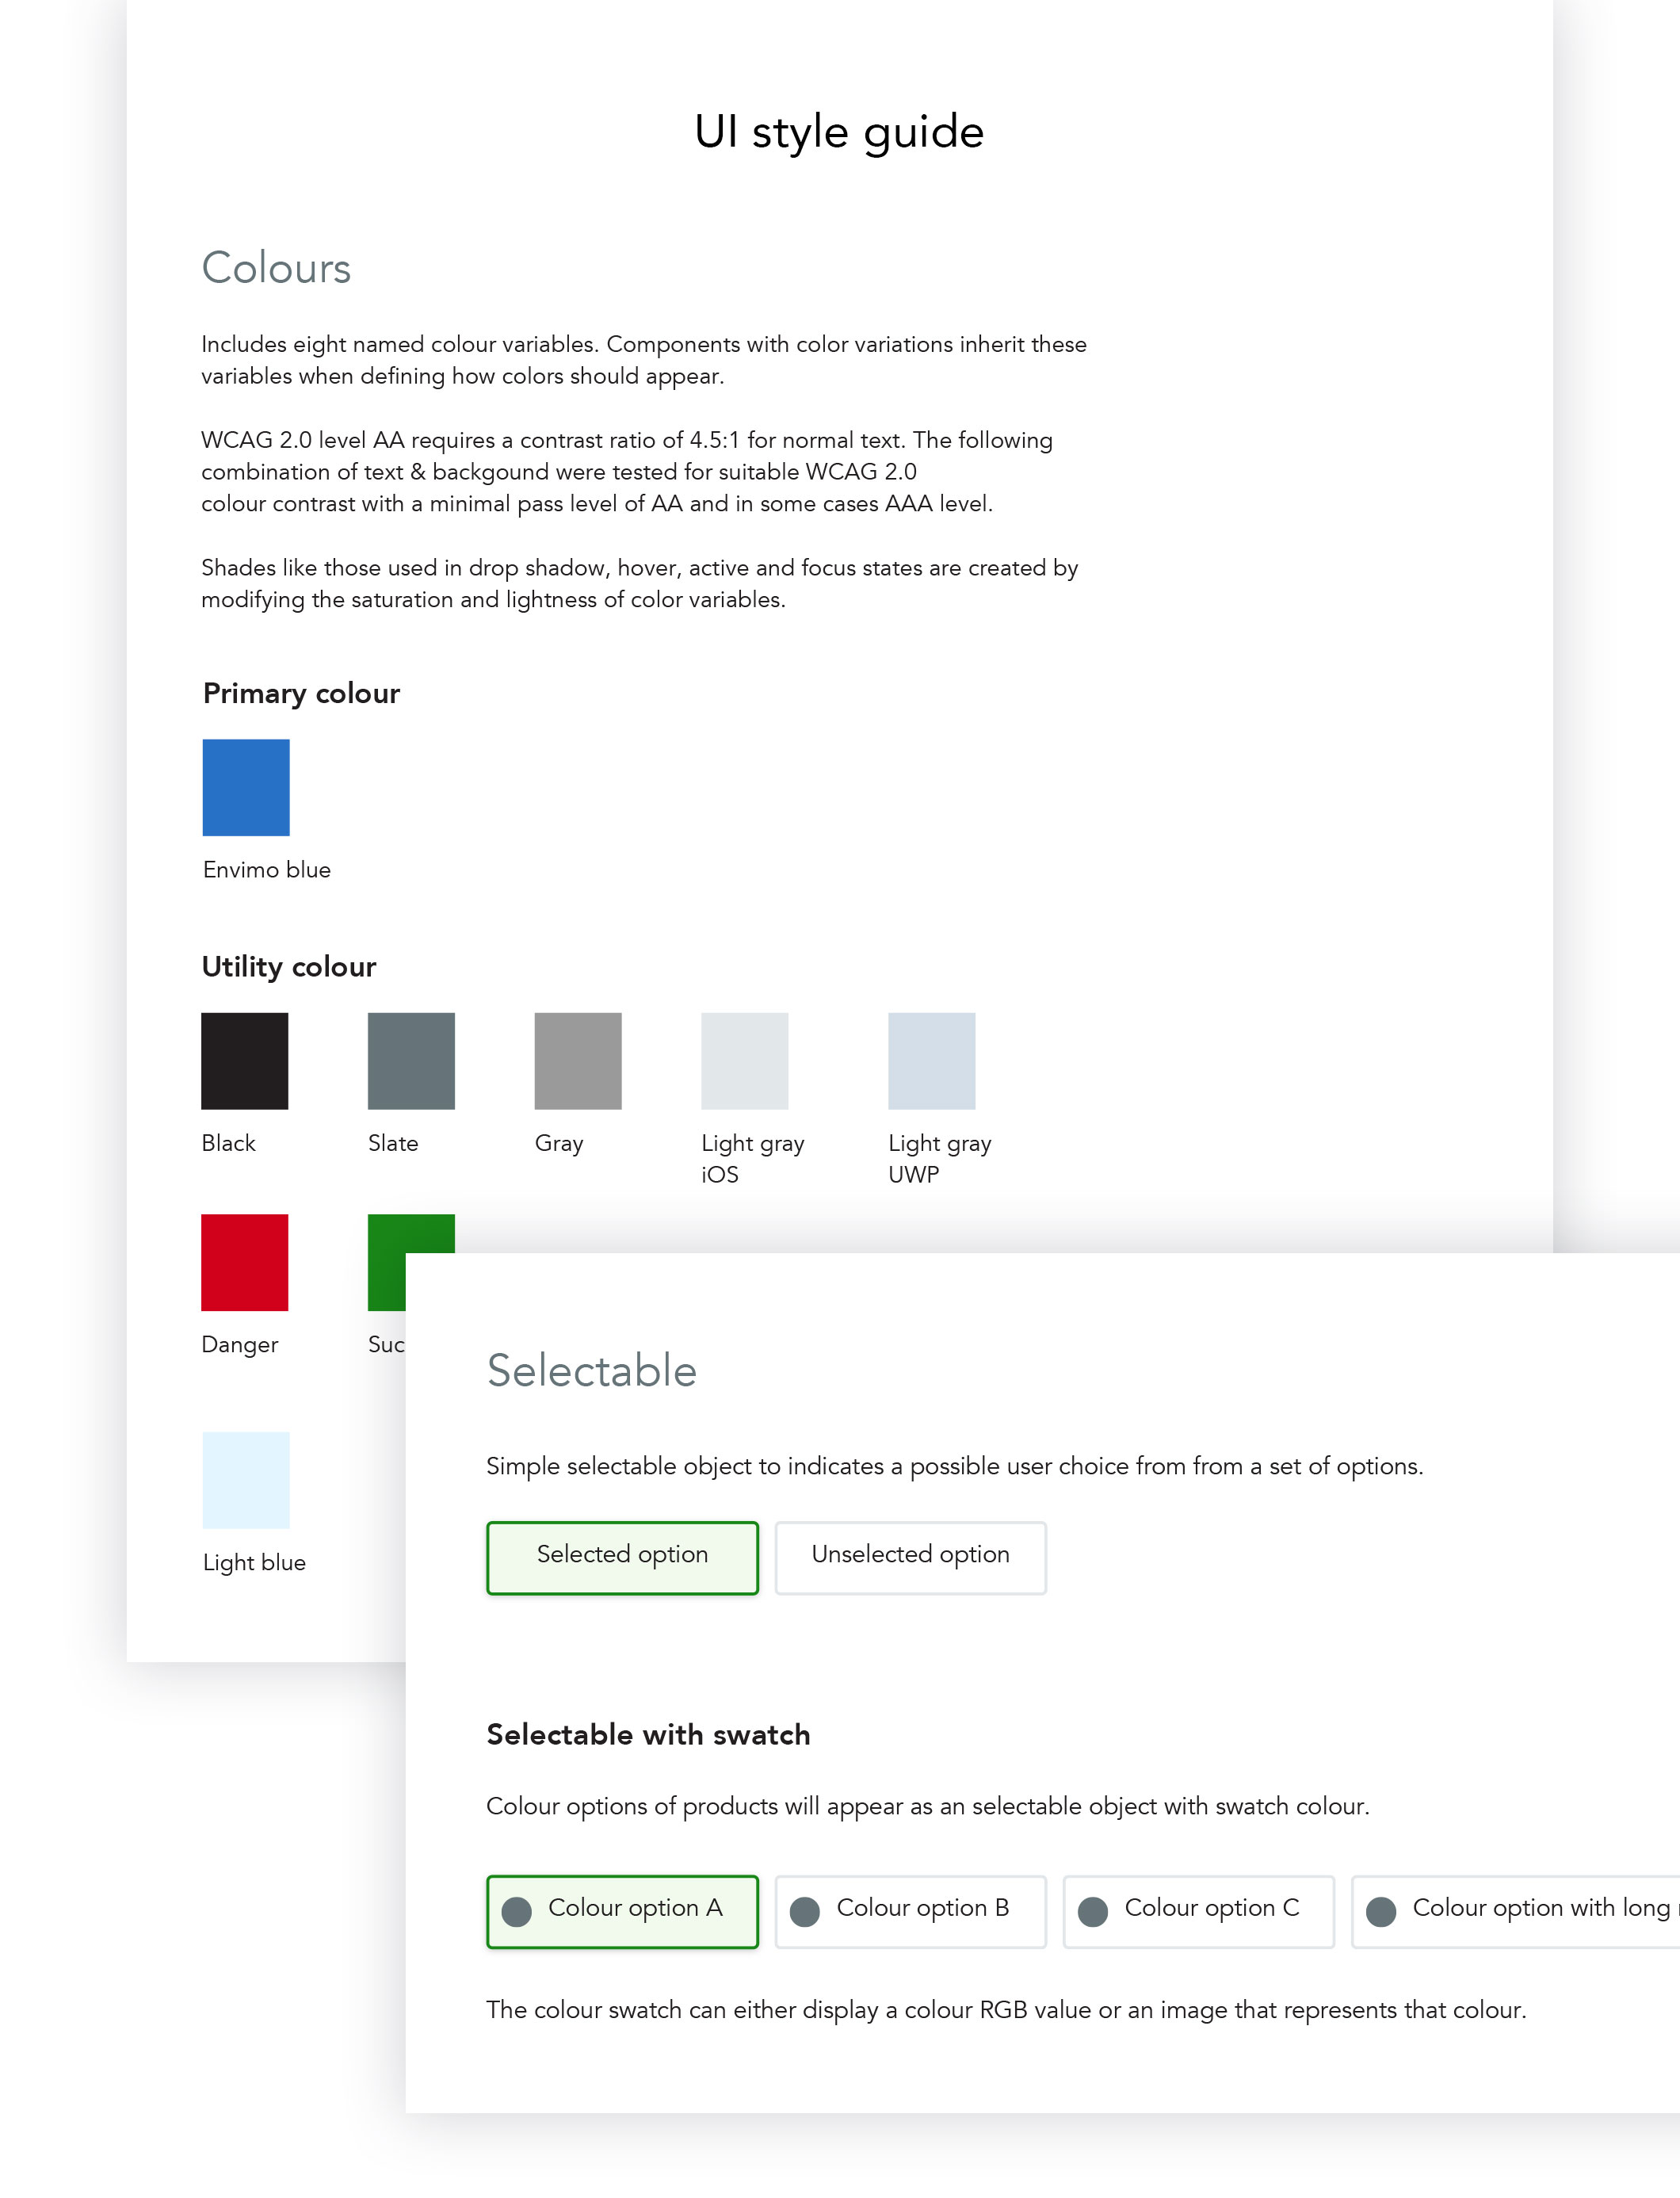 UI style guide
Colours
Includes eight named colour variables. Components with color variations inherit these
variables when defining how colors should appear.
WCAG 2.0 level AA requires a contrast ratio of 4.5:1 for normal text. The following
combination of text & backgound were tested for suitable WCAG 2.0
colour contrast with a minimal pass level of AA and in some cases AAA level.
Shades like those used in drop shadow, hover, active and focus states are created by
modifying the saturation and lightness of color variables.
Primary colour
Envimo blue
Utility colour
Black Slate Gray Light gray Light gray
iOS UWP
Danger Suc
Light blue
Selectable
Simple selectable object to indicates a possible user choice from from a set of options.
Selected option Unselected option
Selectable with swatch
Colour options of products will appear as an selectable object with swatch colour.
Colour option A Colour option B Colour option C Colour option with long
The colour swatch can either display a colour RGB value or an image that represents that colour.